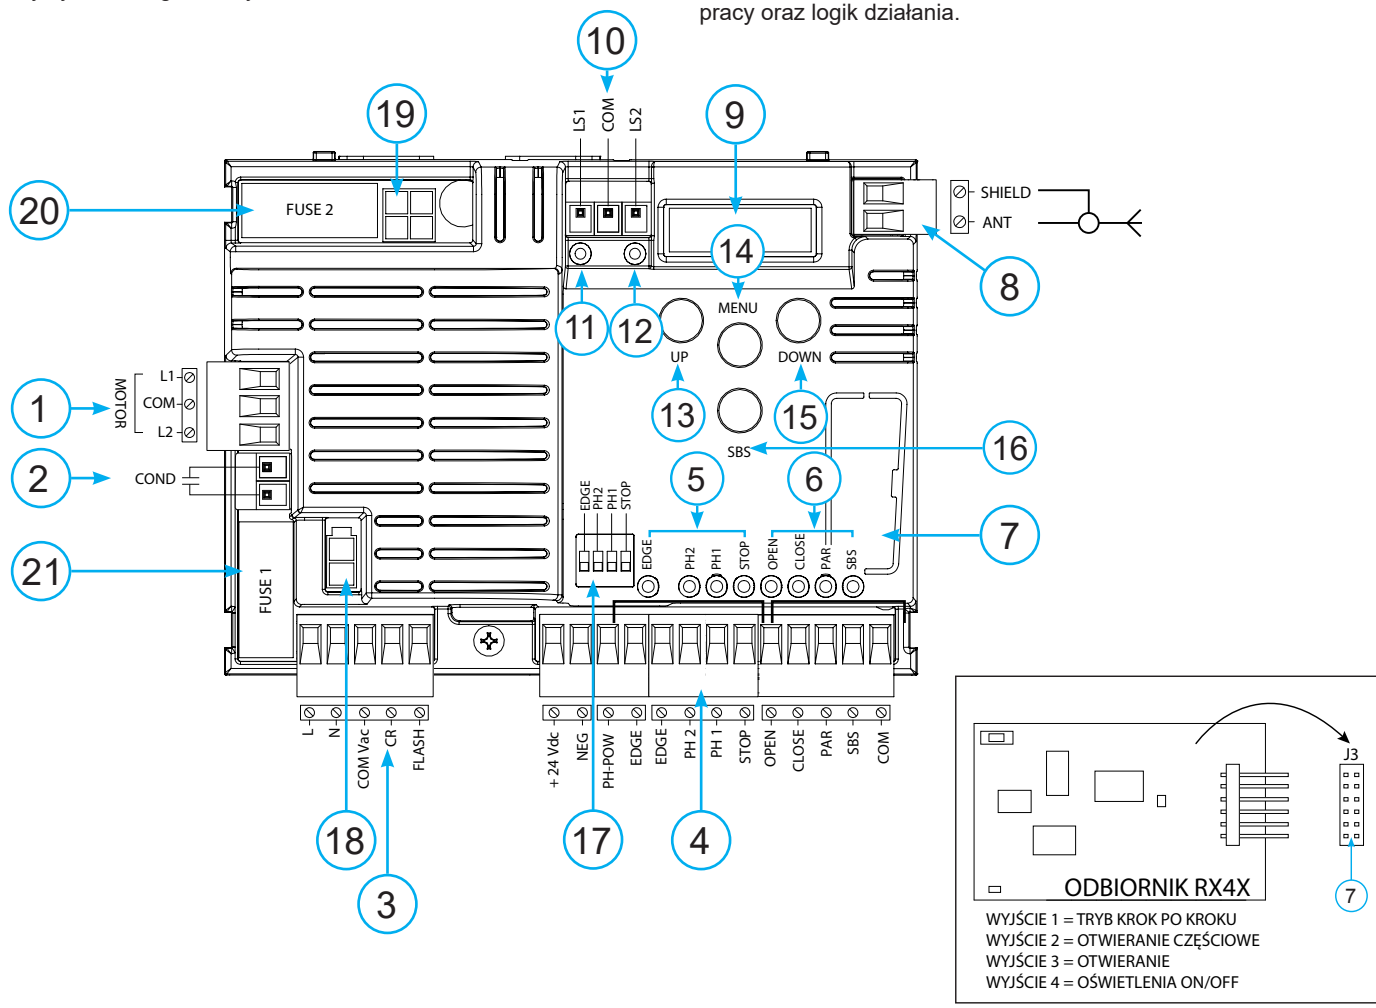 pracy oraz logik działania.
10
LS1
COM
LS2
19
9
20
FUSE 2
SHIELD
ANT
14
8
11
12
MENU
UP
DOWN
1
MOTOR
L1
COM
L2
13
15
2
COND
SBS
16
5
6
EDGE
PH2
PH1
STOP
7
EDGE
PH2
PH1
STOP
OPEN
CLOSE
PAR
SBS
21
FUSE 1
L
N
COM Vac
CR
FLASH
+24 Vdc
NEG
PH-POW
EDGE
EDGE
PH 2
PH 1
STOP
OPEN
CLOSE
PAR
SBS
COM
18
17
4
3
J3
7
ODBIORNIK RX4X
WYJŚCIE 1 = TRYB KROK PO KROKU
WYJŚCIE 2 = OTWIERANIE CZĘŚCIOWE
WYJŚCIE 3 = OTWIERANIE
WYJŚCIE 4 = OŚWIETLENIA ON/OFF